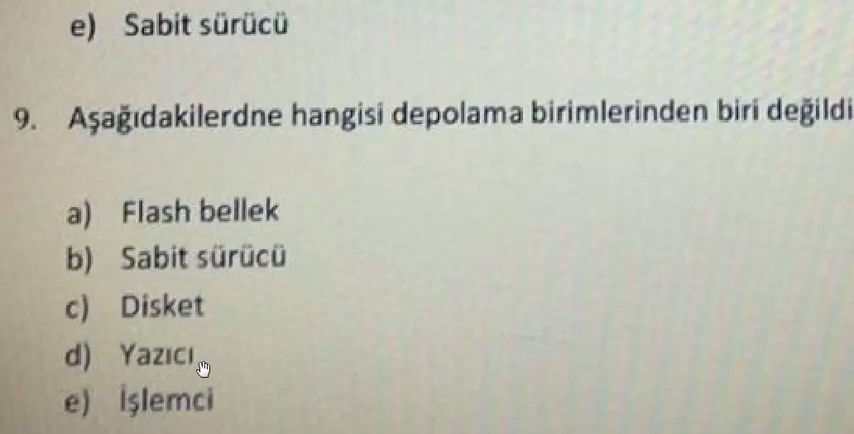 e) Sabit sürücü
9. Aşağıdakilerdne hangisi depolama birimlerinden biri değildi
a) Flash bellek
b) Sabit sürücü
c) Disket
d) Yazıcı
e) İşlemci